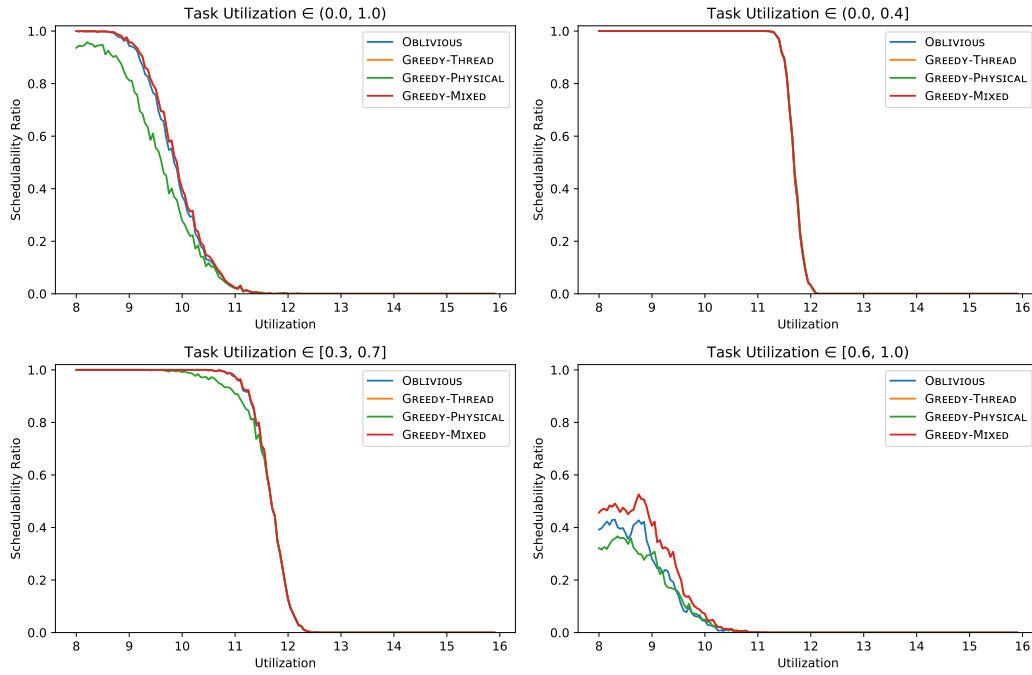 Task Utilization ∈ (0.0, 1.0)
1.0
0.8
0.6
0.4
0.2
0.0
Schedulability Ratio
8 9 10 11 12 13 14 15 16
Utilization
Oblivious
Greedy-Thread
Greedy-Physical
Greedy-Mixed
Task Utilization ∈ (0.0, 0.4]
1.0
0.8
0.6
0.4
0.2
0.0
Schedulability Ratio
8 9 10 11 12 13 14 15 16
Utilization
Oblivious
Greedy-Thread
Greedy-Physical
Greedy-Mixed
Task Utilization ∈ [0.3, 0.7]
1.0
0.8
0.6
0.4
0.2
0.0
Schedulability Ratio
8 9 10 11 12 13 14 15 16
Utilization
Oblivious
Greedy-Thread
Greedy-Physical
Greedy-Mixed
Task Utilization ∈ [0.6, 1.0)
1.0
0.8
0.6
0.4
0.2
0.0
Schedulability Ratio
8 9 10 11 12 13 14 15 16
Utilization
Oblivious
Greedy-Thread
Greedy-Physical
Greedy-Mixed